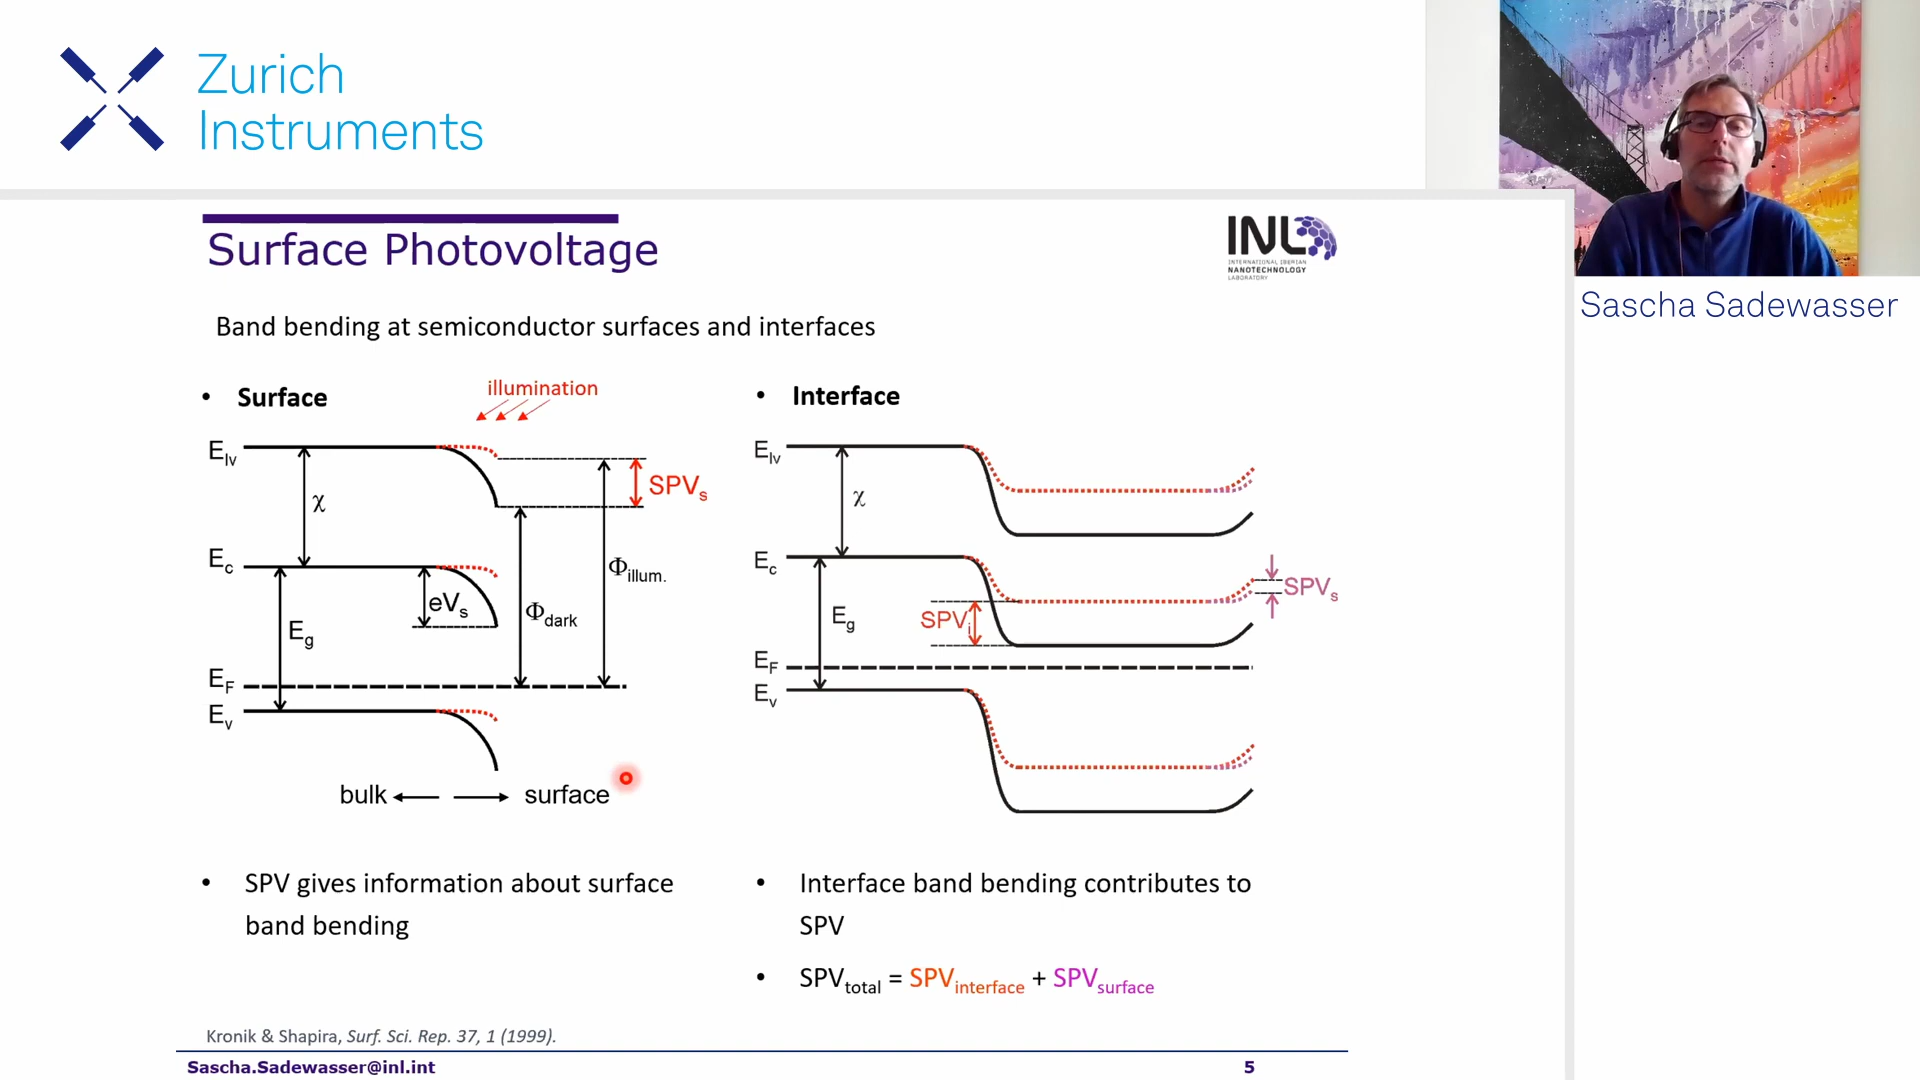 Zurich
Instruments
Sascha Sadewasser
Surface Photovoltage
INL
INTERNATIONAL IBERIAN
NANOTECHNOLOGY
LABORATORY
Band bending at semiconductor surfaces and interfaces
• Surface
illumination
Elv
χ
SPVs
Ec
eVs
Φillum.
Φdark
Eg
EF
Ev
bulk
surface
• SPV gives information about surface
band bending
• Interface
Elv
χ
Ec
SPVs
SPVi
Eg
EF
Ev
• Interface band bending contributes to
SPV
• SPVtotal = SPVinterface + SPVsurface
Kronik & Shapira, Surf. Sci. Rep. 37, 1 (1999).
Sascha.Sadewasser@inl.int
5